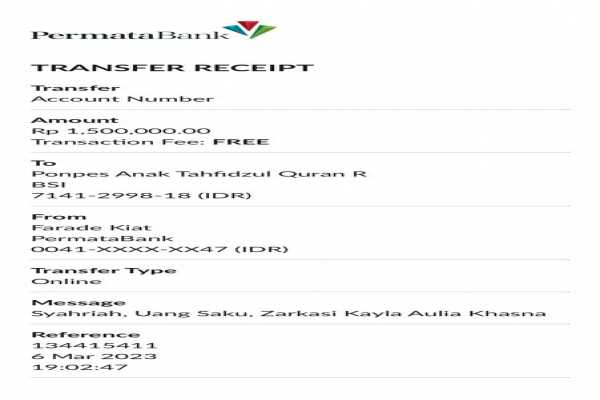 PermataBank
TRANSFER RECEIPT
Transfer
Account Number
Amount
Rp 1,500,000.00
Transaction Fee: FREE
To
Ponpes Anak Tahfidzul Quran R
BSI
7141-2998-18 (IDR)
From
Farade Kiat
PermataBank
0041-XXXX-XX47 (IDR)
Transfer Type
Online
Message
Syahriah, Uang Saku, Zarkasi Kayla Aulia Khasna
Reference
134415411
6 Mar 2023
19:02:47